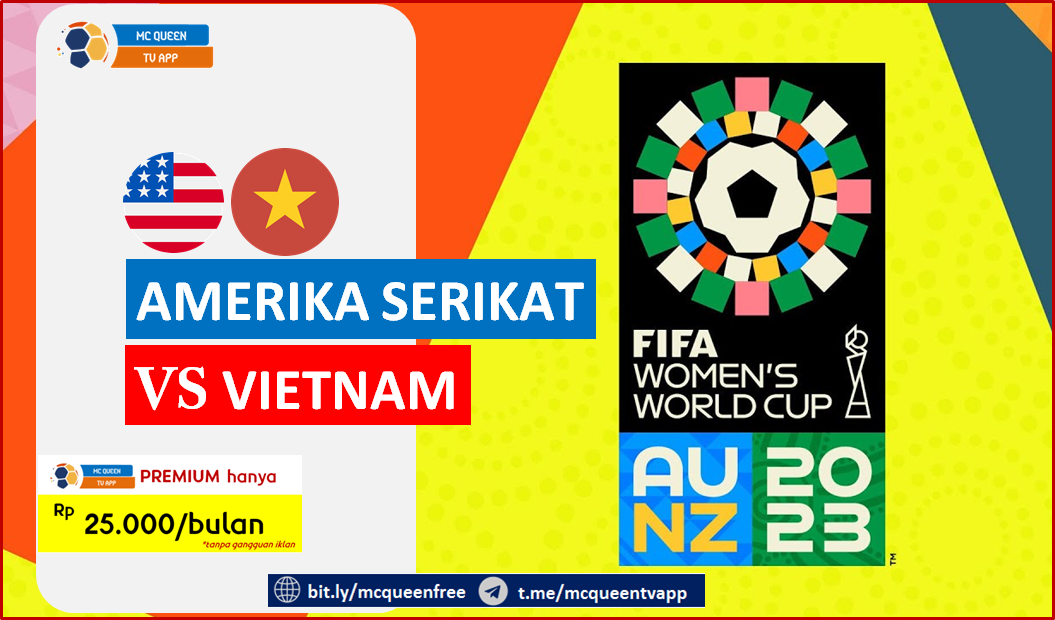 MC QUEEN
TV APP
AMERIKA SERIKAT
VS VIETNAM
MC QUEEN
TV APP
PREMIUM hanya
Rp 25.000/bulan
*tanpa gangguan iklan
FIFA
WOMEN'S
WORLD CUP
AU 20
NZ 23
TM
bit.ly/mcqueenfree t.me/mcqueentvapp